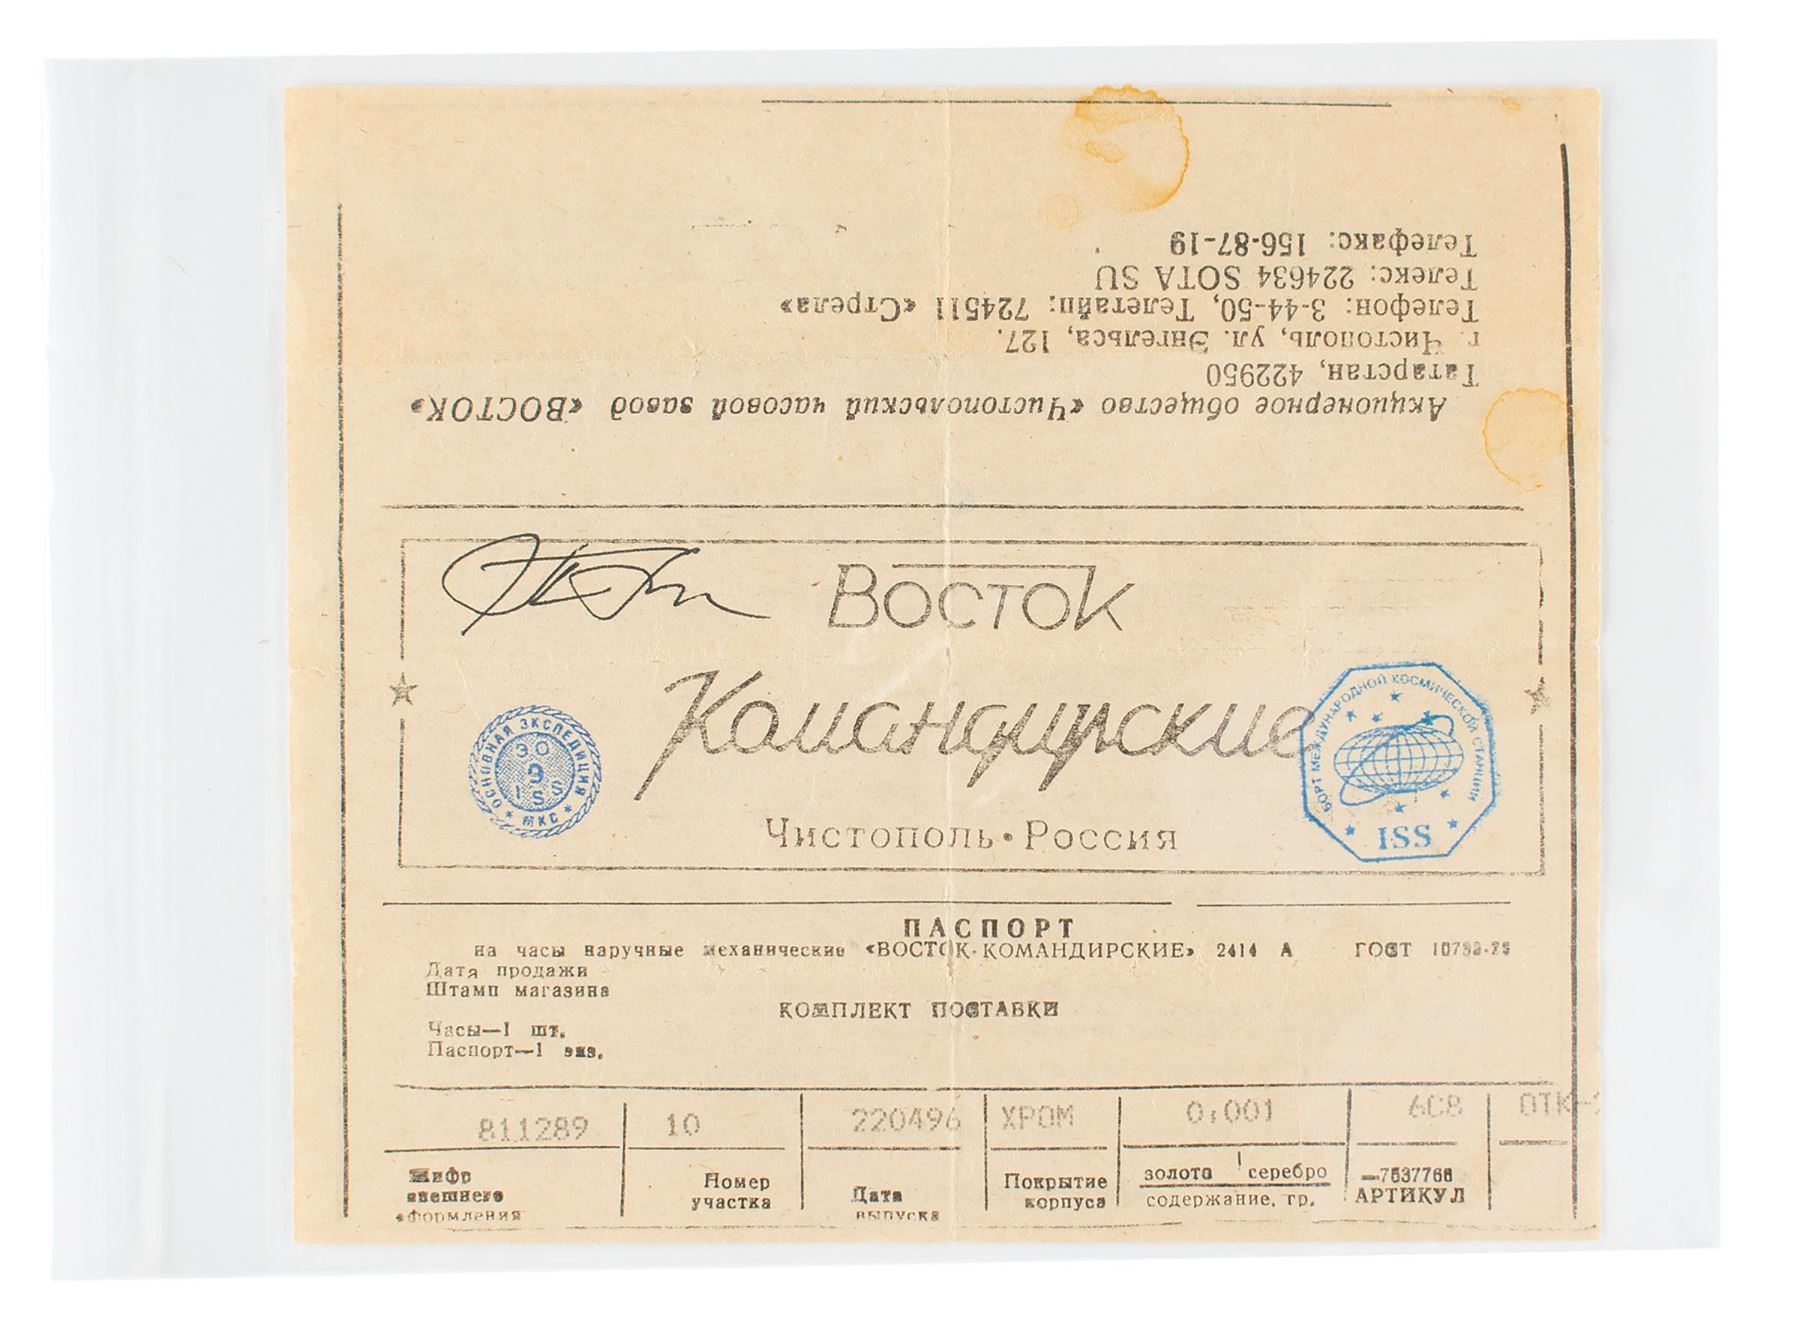 Акционерное общество «Чистопольский часовой завод «ВОСТОК»
Татарстан, 422950
г. Чистополь, ул. Энгельса, 127.
Телефон: 3-44-50, Телетайп: 724511 «Стрела»
Телекс: 224634 SOTA SU
Телефакс: 156-87-19
ВОСТОК
Командирские
ЧИСТОПОЛЬ • РОССИЯ
ОСНОВНАЯ ЭКСПЕДИЦИЯ
ЭО
9
ISS
* МКС *
БОРТ МЕЖДУНАРОДНОЙ КОСМИЧЕСКОЙ СТАНЦИИ
ISS
ПАСПОРТ
на часы наручные механические «ВОСТОК-КОМАНДИРСКИЕ» 2414 А ГОСТ
Дата продажи
Штамп магазина
КОМПЛЕКТ ПОСТАВКИ
Часы—1 шт.
Паспорт—1 экз.
811289 10 220496 ХРОМ 0,001 6С8 ОТК-
Шифр внешнего
Номер участка
Дата выпуска
Покрытие корпуса
золото серебро
содержание, гр.
—7537768
АРТИКУЛ